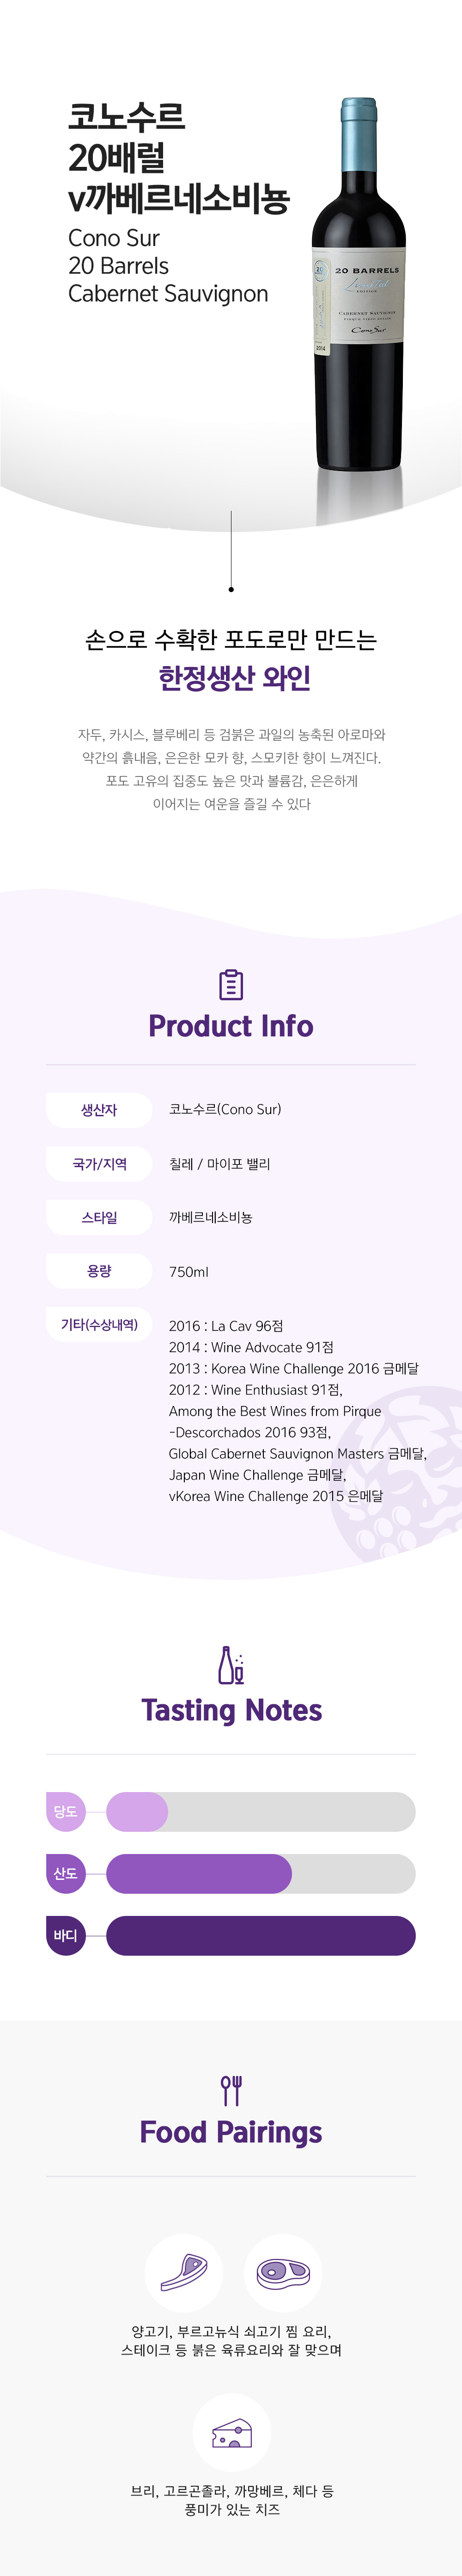 코노수르
20배럴
v까베르네소비뇽
Cono Sur
20 Barrels
Cabernet Sauvignon
20
20 BARRELS
Limited
EDITION
CABERNET SAUVIGNON
Cono Sur
2014
손으로 수확한 포도로만 만드는
한정생산 와인
자두, 카시스, 블루베리 등 검붉은 과일의 농축된 아로마와
약간의 흙내음, 은은한 모카 향, 스모키한 향이 느껴진다.
포도 고유의 집중도 높은 맛과 볼륨감, 은은하게
이어지는 여운을 즐길 수 있다
Product Info
생산자 코노수르(Cono Sur)
국가/지역 칠레 / 마이포 밸리
스타일 까베르네소비뇽
용량 750ml
기타(수상내역) 2016 : La Cav 96점
2014 : Wine Advocate 91점
2013 : Korea Wine Challenge 2016 금메달
2012 : Wine Enthusiast 91점,
Among the Best Wines from Pirque
-Descorchados 2016 93점,
Global Cabernet Sauvignon Masters 금메달,
Japan Wine Challenge 금메달,
vKorea Wine Challenge 2015 은메달
Tasting Notes
당도
산도
바디
Food Pairings
양고기, 부르고뉴식 쇠고기 찜 요리,
스테이크 등 붉은 육류요리와 잘 맞으며
브리, 고르곤졸라, 까망베르, 체다 등
풍미가 있는 치즈